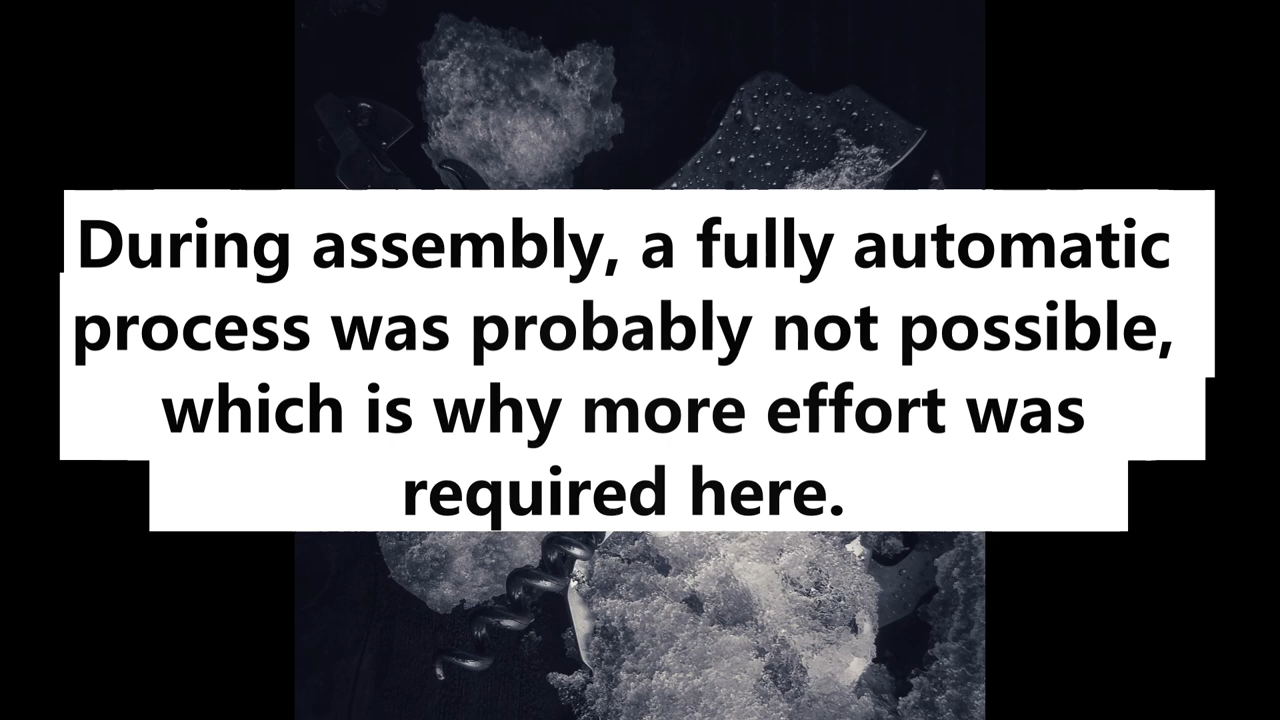 During assembly, a fully automatic
process was probably not possible,
which is why more effort was
required here.